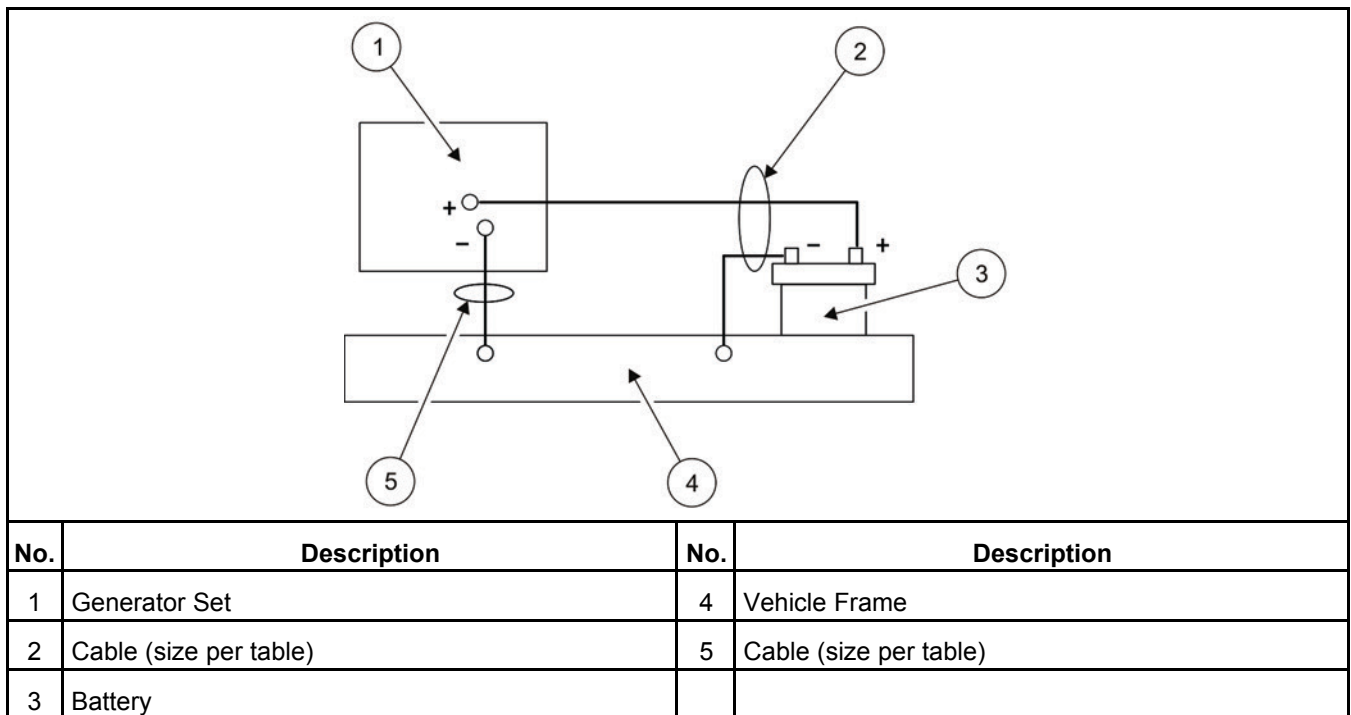 1
2
+
−
−
+
3
5
4
No. Description No. Description
1 Generator Set 4 Vehicle Frame
2 Cable (size per table) 5 Cable (size per table)
3 Battery